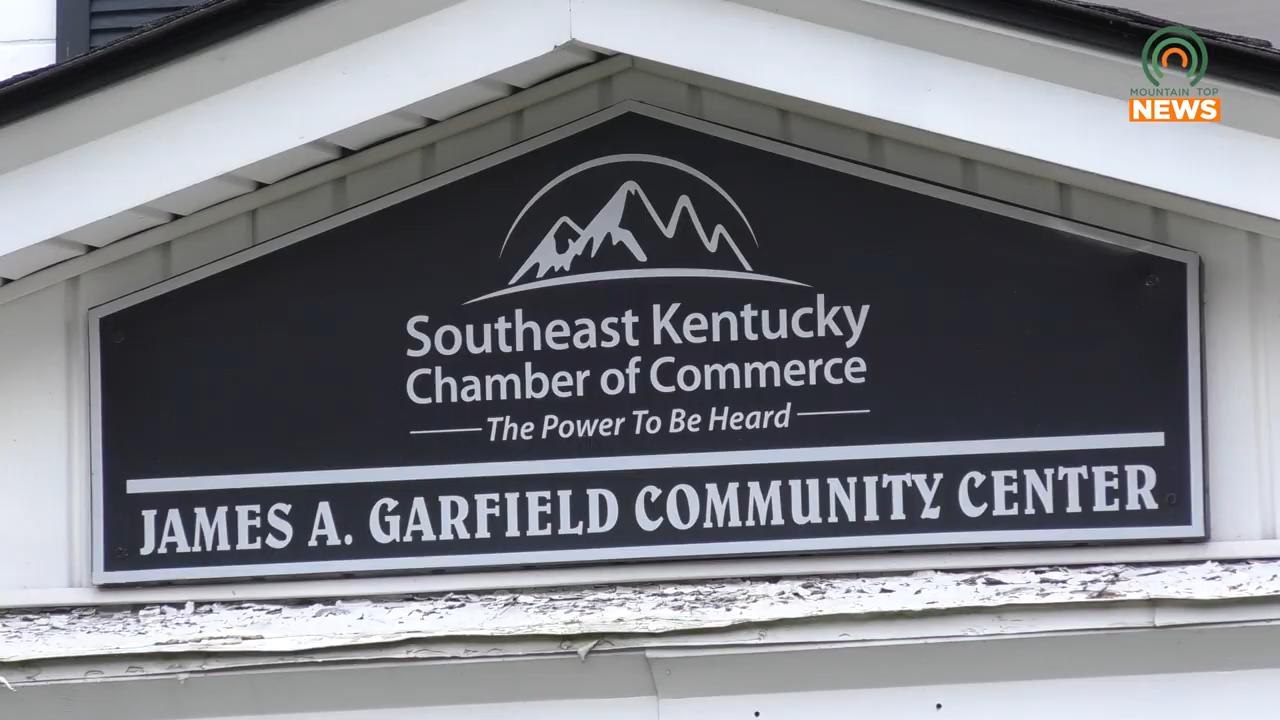 MOUNTAIN TOP
NEWS
Southeast Kentucky
Chamber of Commerce
The Power To Be Heard
JAMES A. GARFIELD COMMUNITY CENTER